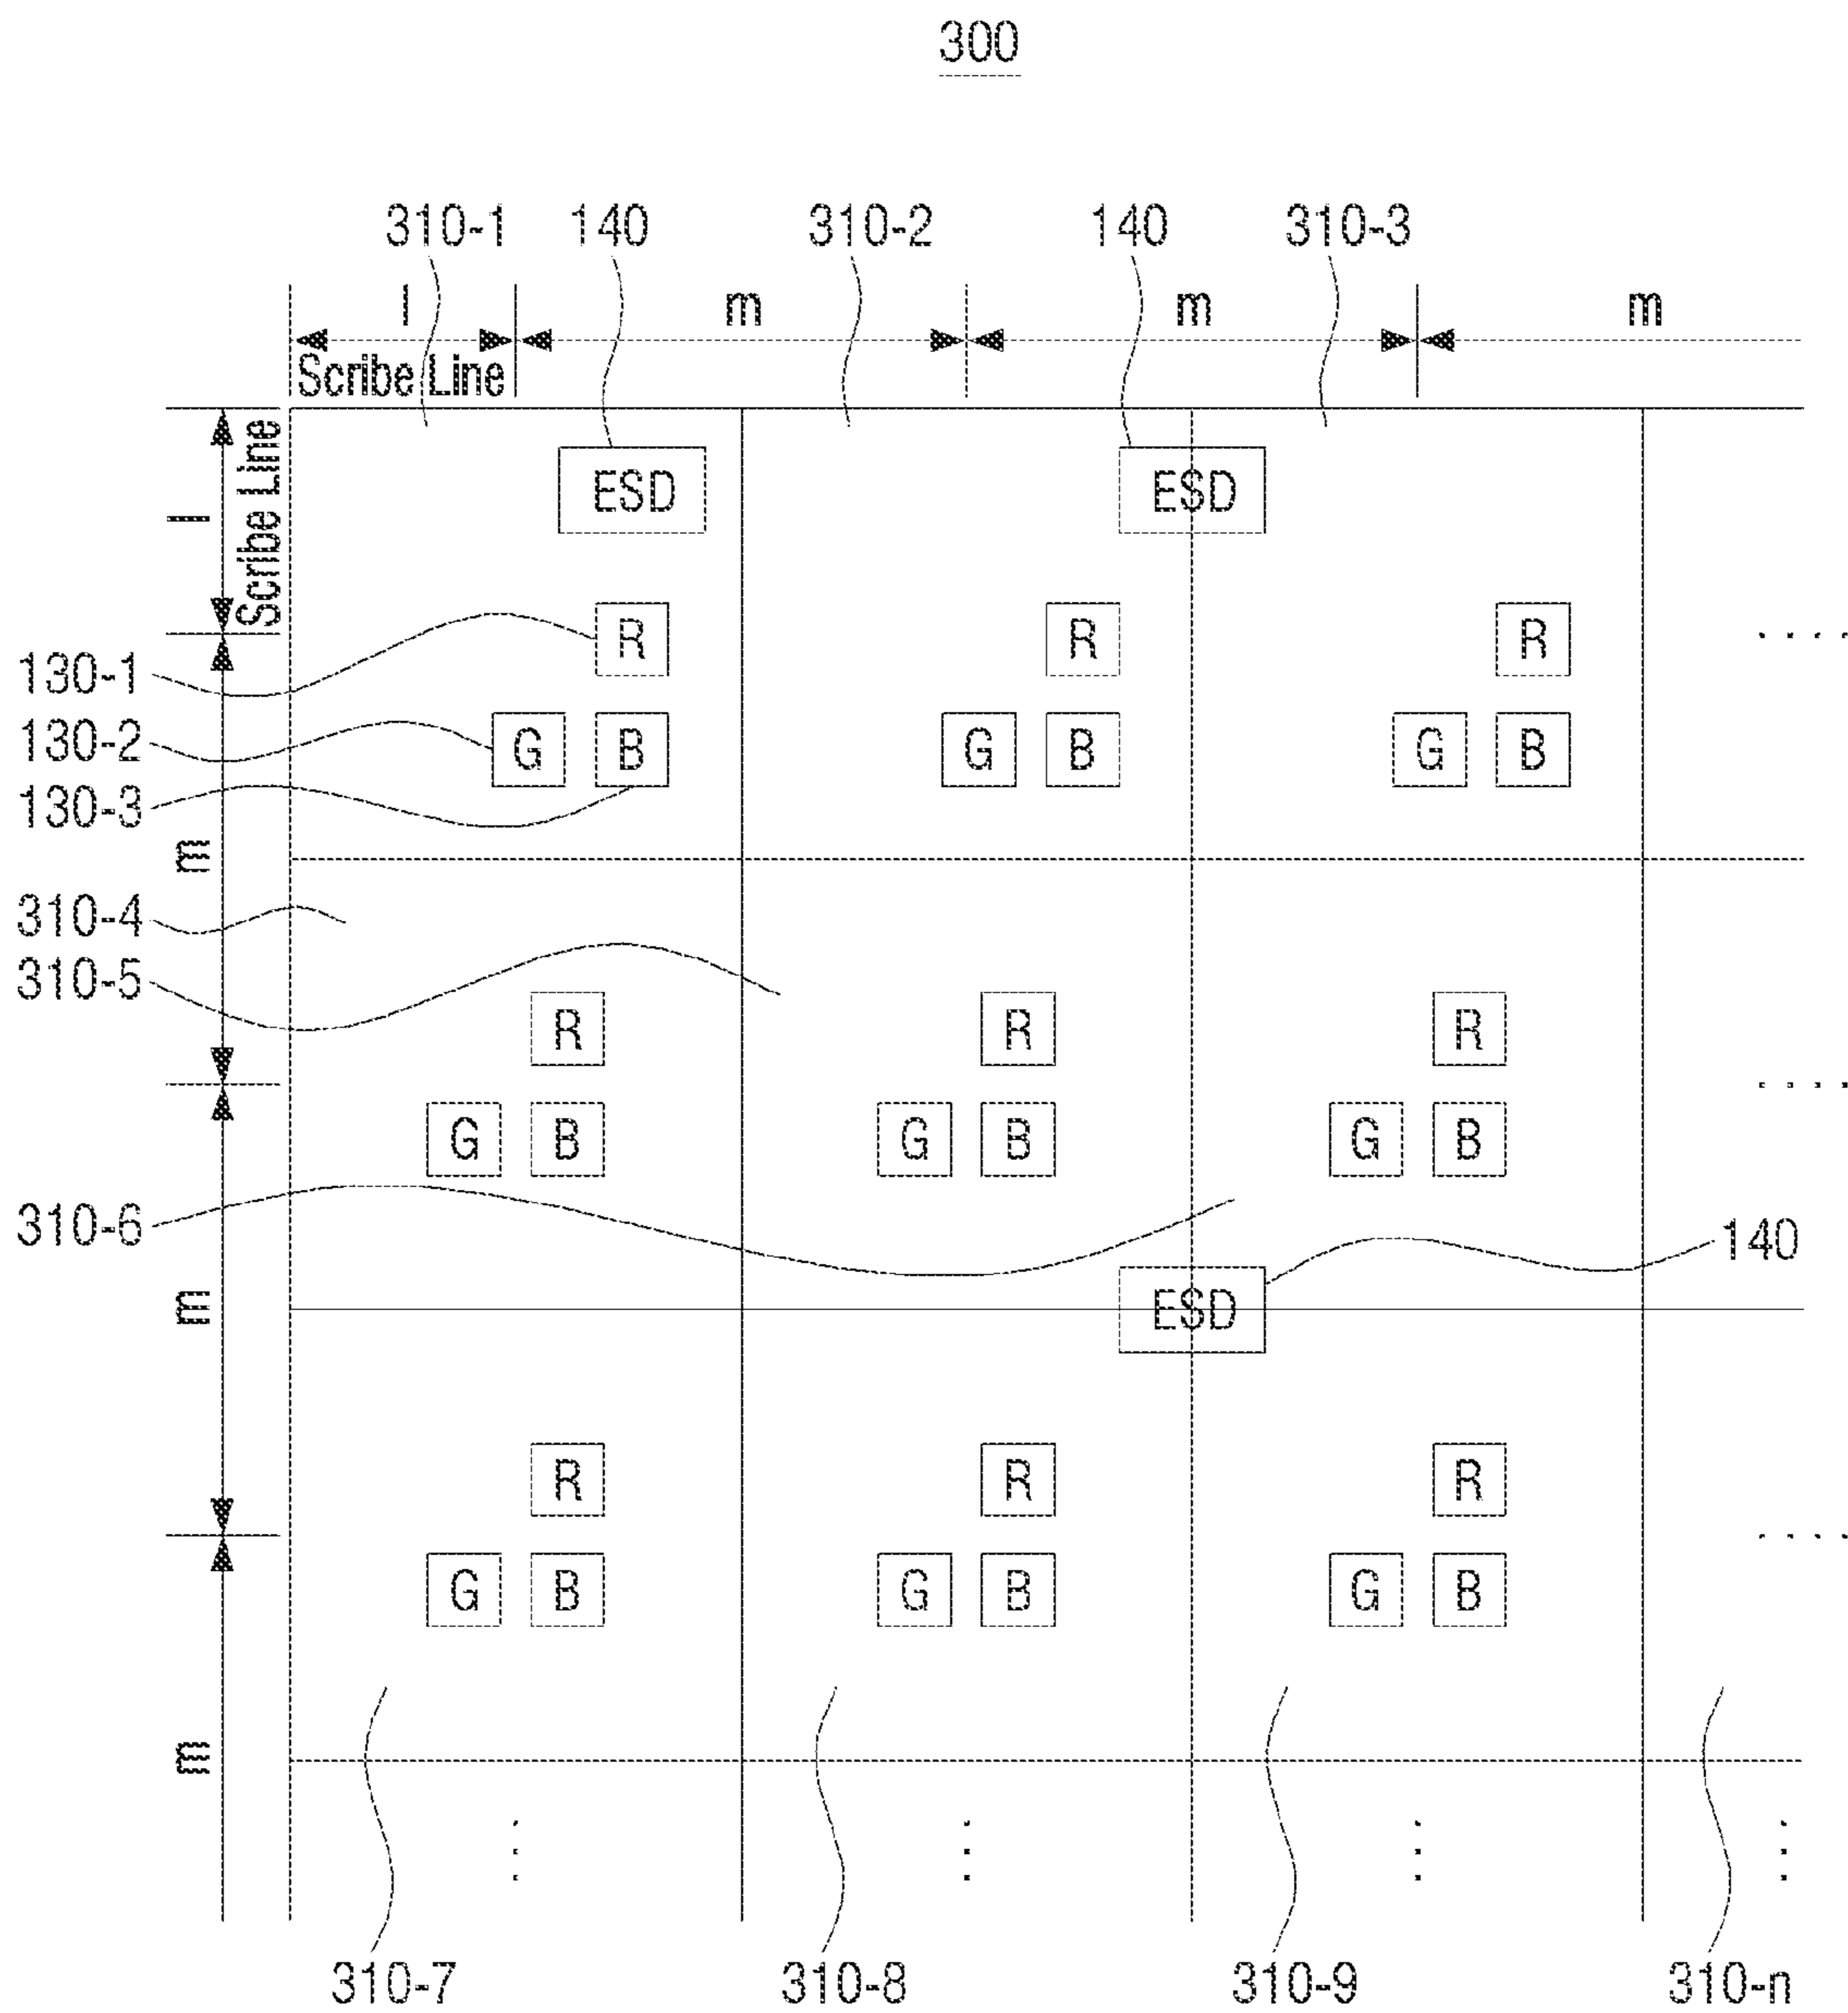 300
310-1 140 310-2 140 310-3
l m m m
Scribe Line
l Scribe Line
ESD ESD
R R R
130-1
130-2 G B G B G B
130-3
m
310-4
310-5
R R R
G B G B G B
310-6 140
m ESD
R R R
G B G B G B
m
310-7 310-8 310-9 310-n